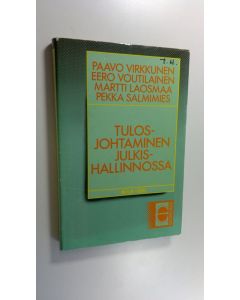 PAAVO VIRKKUNEN
EERO VOUTILAINEN
MARTTI LAOSMAA
PEKKA SALMIMIES
TULOS-
JOHTAMINEN
JULKIS-
HALLINNOSSA